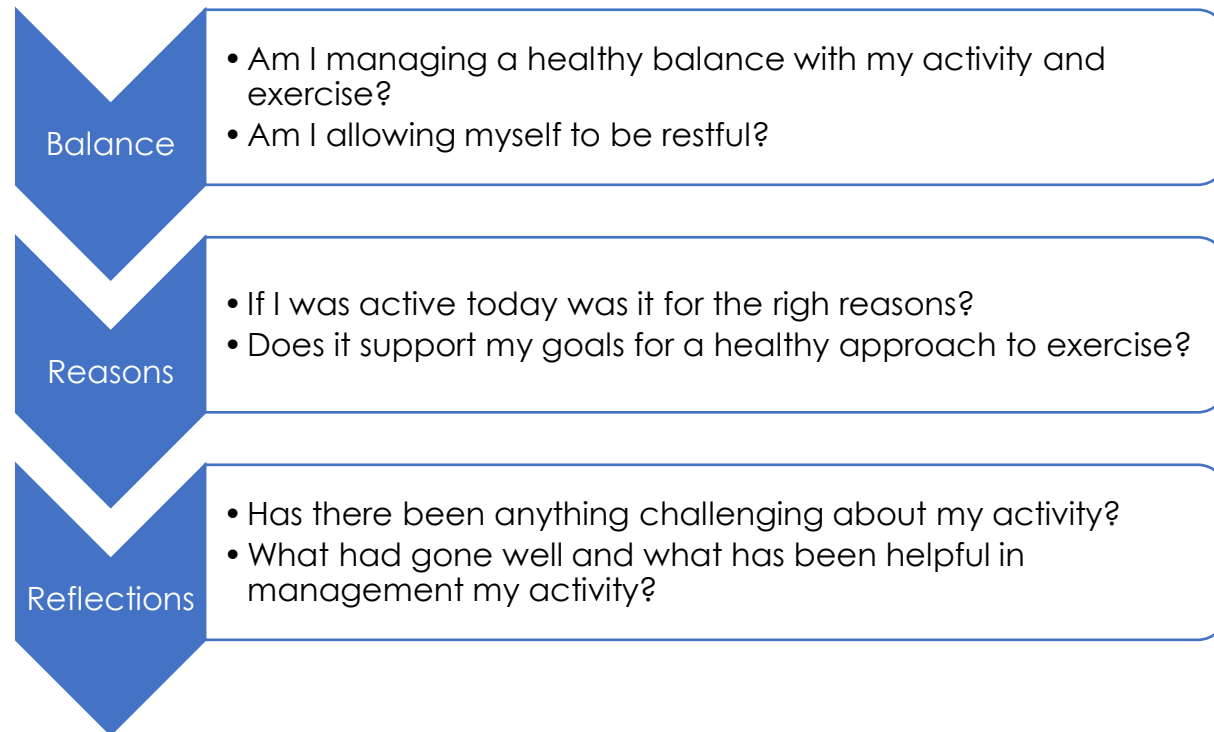 Balance
• Am I managing a healthy balance with my activity and
exercise?
• Am I allowing myself to be restful?
Reasons
• If I was active today was it for the righ reasons?
• Does it support my goals for a healthy approach to exercise?
Reflections
• Has there been anything challenging about my activity?
• What had gone well and what has been helpful in
management my activity?